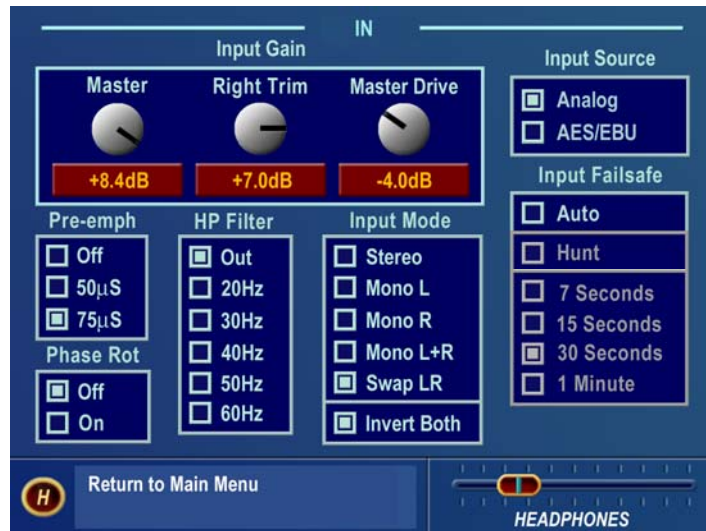 IN
Input Gain
Master
Right Trim
Master Drive
+8.4dB
+7.0dB
-4.0dB
Input Source
Analog
AES/EBU
Pre-emph
Off
50µS
75µS
Phase Rot
Off
On
HP Filter
Out
20Hz
30Hz
40Hz
50Hz
60Hz
Input Mode
Stereo
Mono L
Mono R
Mono L+R
Swap LR
Invert Both
Input Failsafe
Auto
Hunt
7 Seconds
15 Seconds
30 Seconds
1 Minute
H
Return to Main Menu
HEADPHONES